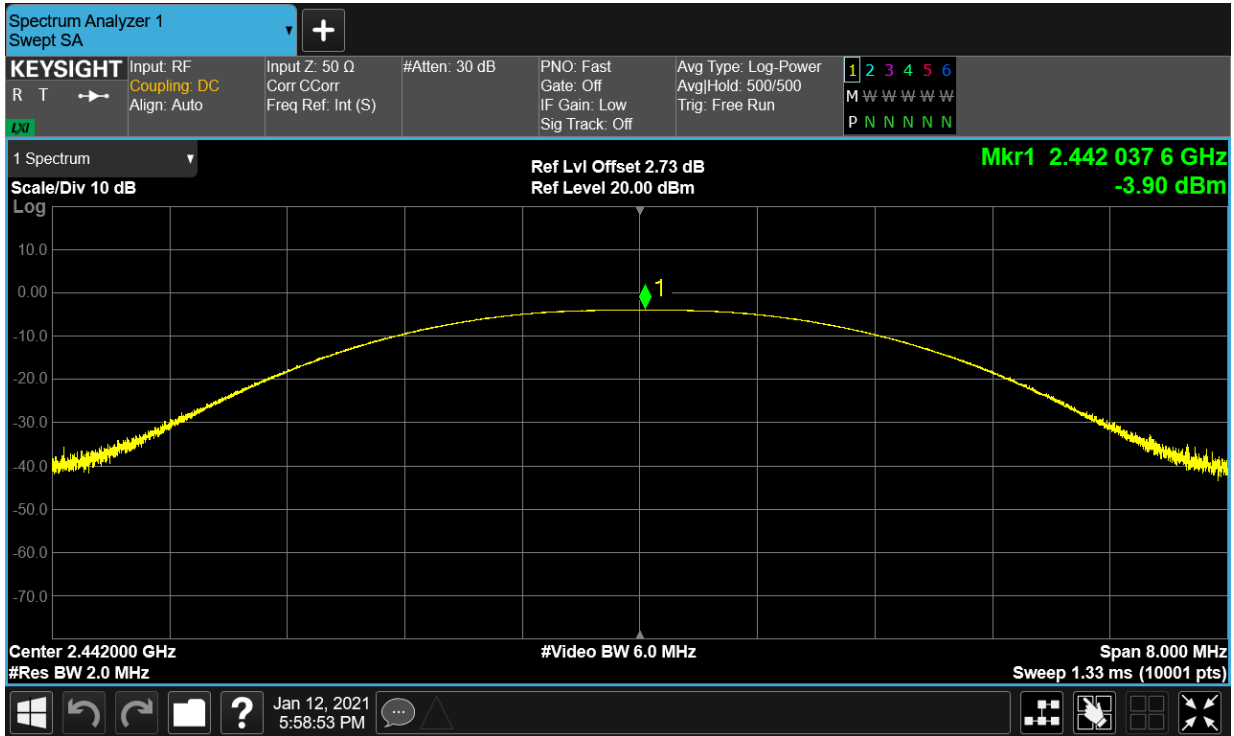 Spectrum Analyzer 1
Swept SA
KEYSIGHT
R T
LXI
Input: RF
Coupling: DC
Align: Auto
Input Z: 50 Ω
Corr CCorr
Freq Ref: Int (S)
#Atten: 30 dB
PNO: Fast
Gate: Off
IF Gain: Low
Sig Track: Off
Avg Type: Log-Power
Avg|Hold: 500/500
Trig: Free Run
1 2 3 4 5 6
M W W W W W
P N N N N N
1 Spectrum
Scale/Div 10 dB
Log
Ref Lvl Offset 2.73 dB
Ref Level 20.00 dBm
Mkr1 2.442 037 6 GHz
-3.90 dBm
1
10.0
0.00
-10.0
-20.0
-30.0
-40.0
-50.0
-60.0
-70.0
Center 2.442000 GHz
#Video BW 6.0 MHz
Span 8.000 MHz
#Res BW 2.0 MHz
Sweep 1.33 ms (10001 pts)
?
Jan 12, 2021
5:58:53 PM